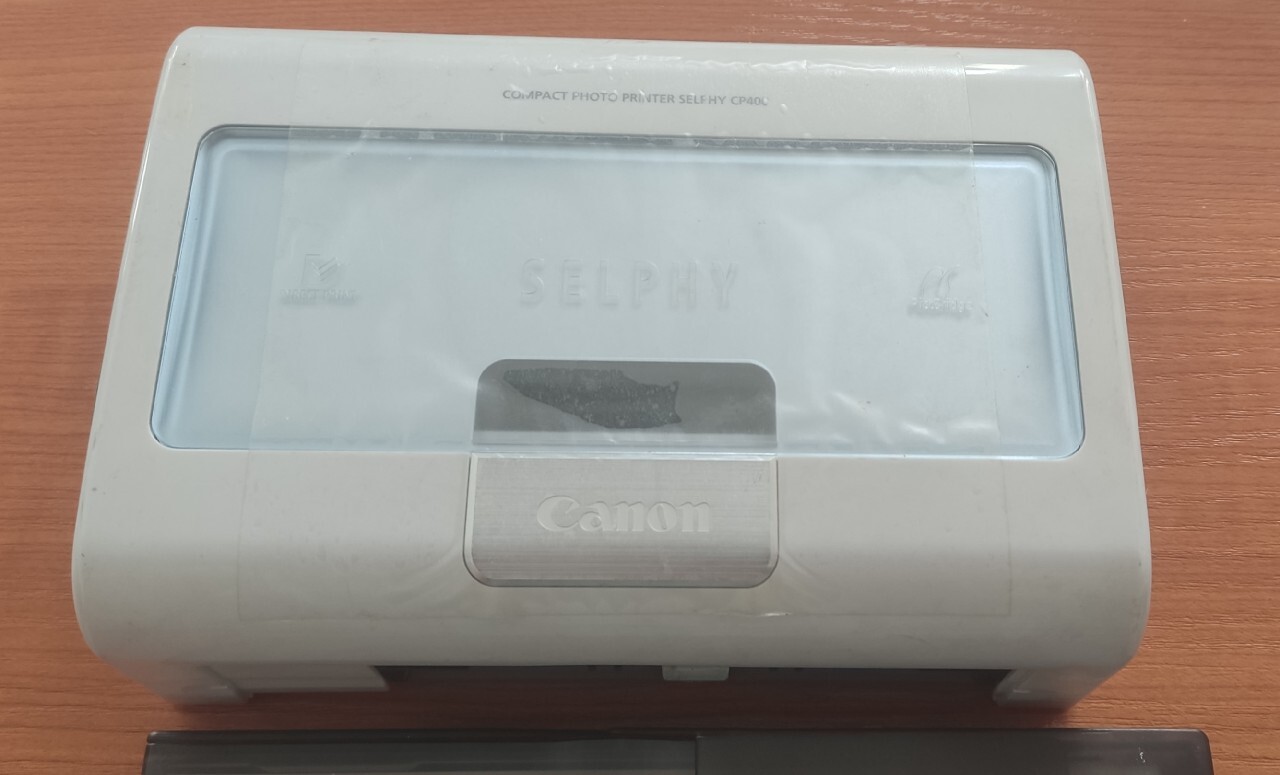 COMPACT PHOTO PRINTER SELPHY CP400
SELPHY
Canon